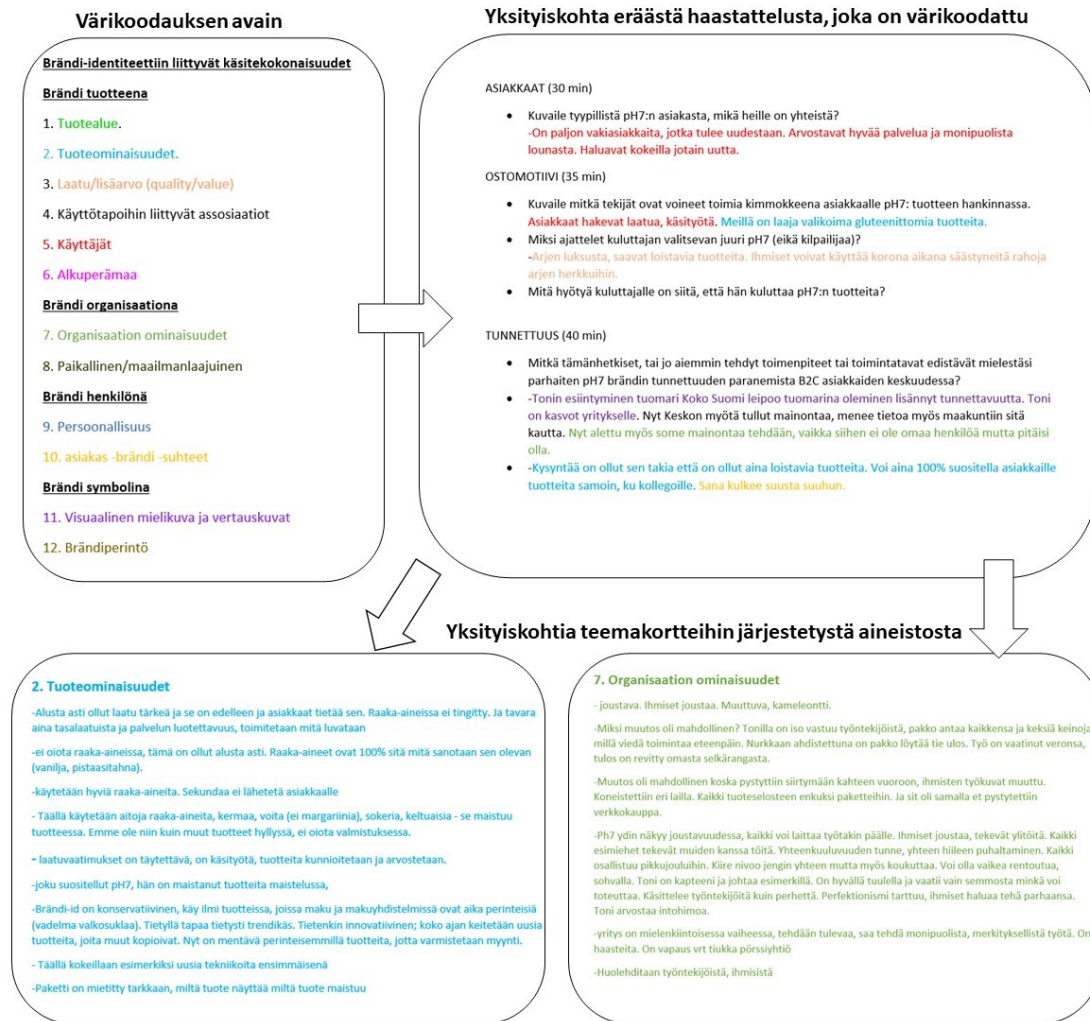 Värikoodauksen avain
Brändi-identiteettiin liittyvät käsitekokonaisuudet
Brändi tuotteena
1. Tuotealue.
2. Tuoteominaisuudet.
3. Laatu/lisäarvo (quality/value)
4. Käyttötapoihin liittyvät assosiaatiot
5. Käyttäjät
6. Alkuperämaa
Brändi organisaationa
7. Organisaation ominaisuudet
8. Paikallinen/maailmanlaajuinen
Brändi henkilönä
9. Persoonallisuus
10. asiakas -brändi -suhteet
Brändi symbolina
11. Visuaalinen mielikuva ja vertauskuvat
12. Brändiperintö
Yksityiskohta eräästä haastattelusta, joka on värikoodattu
ASIAKKAAT (30 min)
• Kuvaile tyypillistä pH7:n asiakasta, mikä heille on yhteistä?
-On paljon vakiasiakkaita, jotka tulee uudestaan. Arvostavat hyvää palvelua ja monipuolista
lounasta. Haluavat kokeilla jotain uutta.
OSTOMOTIIVI (35 min)
• Kuvaile mitkä tekijät ovat voineet toimia kimmokkeena asiakkaalle pH7: tuotteen hankinnassa.
Asiakkaat hakevat laatua, käsityötä. Meillä on laaja valikoima gluteenittomia tuotteita.
• Miksi ajattelet kuluttajan valitsevan juuri pH7 (eikä kilpailijaa)?
-Arjen luksusta, saavat loistavia tuotteita. Ihmiset voivat käyttää korona aikana säästyneitä rahoja
arjen herkkuihin.
• Mitä hyötyä kuluttajalle on siitä, että hän kuluttaa pH7:n tuotteita?
TUNNETTUUS (40 min)
• Mitkä tämänhetkiset, tai jo aiemmin tehdyt toimenpiteet tai toimintatavat edistävät mielestäsi
parhaiten pH7 brändin tunnettuuden paranemista B2C asiakkaiden keskuudessa?
• -Tonin esiintyminen tuomari Koko Suomi leipoo tuomarina oleminen lisännyt tunnettavuutta. Toni
on kasvot yritykselle. Nyt Keskon myötä tullut mainontaa, menee tietoa myös maakuntiin sitä
kautta. Nyt alettu myös some mainontaa tehdään, vaikka siihen ei ole omaa henkilöä mutta pitäisi
olla.
• -Kysyntää on ollut sen takia että on ollut aina loistavia tuotteita. Voi aina 100% suositella asiakkaille
tuotteita samoin, ku kollegoille. Sana kulkee suusta suuhun.
Yksityiskohtia teemakortteihin järjestetystä aineistosta
2. Tuoteominaisuudet
-Alusta asti ollut laatu tärkeä ja se on edelleen ja asiakkaat tietää sen. Raaka-aineissa ei tingitty. Ja tavara
aina tasalaatuista ja palvelun luotettavuus, toimitetaan mitä luvataan
-ei oiota raaka-aineissa, tämä on ollut alusta asti. Raaka-aineet ovat 100% sitä mitä sanotaan sen olevan
(vanilja, pistaasitahna).
-käytetään hyviä raaka-aineita. Sekundaa ei lähetetä asiakkaalle
- Täällä käytetään aitoja raaka-aineita, kermaa, voita (ei margariinia), sokeria, keltuaisia - se maistuu
tuotteessa. Emme ole niin kuin muut tuotteet hyllyssä, ei oiota valmistuksessa.
- laatuvaatimukset on täytettävä, on käsityötä, tuotteita kunnioitetaan ja arvostetaan.
-joku suositellut pH7, hän on maistanut tuotteita maistelussa,
-Brändi-id on konservatiivinen, käy ilmi tuotteissa, joissa maku ja makuyhdistelmissä ovat aika perinteisiä
(vadelma valkosuklaa). Tietyllä tapaa tietysti trendikäs. Tietenkin innovatiivinen; koko ajan keitetään uusia
tuotteita, joita muut kopioivat. Nyt on mentävä perinteisemmillä tuotteita, jotta varmistetaan myynti.
- Täällä kokeillaan esimerkiksi uusia tekniikoita ensimmäisenä
-Paketti on mietitty tarkkaan, miltä tuote näyttää miltä tuote maistuu
7. Organisaation ominaisuudet
- joustava. Ihmiset joustaa. Muuttuva, kameleontti.
-Miksi muutos oli mahdollinen? Tonilla on iso vastuu työntekijöistä, pakko antaa kaikkensa ja keksiä keinoja,
millä viedä toimintaa eteenpäin. Nurkkaan ahdistettuna on pakko löytää tie ulos. Työ on vaatinut veronsa,
tulos on revitty omasta selkärangasta.
-Muutos oli mahdollinen koska pystyttiin siirtymään kahteen vuoroon, ihmisten työkuvat muuttu.
Koneistettiin eri lailla. Kaikki tuoteselosteen enkuksi paketteihin. Ja sit oli samalla et pystytettiin
verkkokauppa.
-Ph7 ydin näkyy joustavuudessa, kaikki voi laittaa työtakin päälle. Ihmiset joustaa, tekevät ylitöitä. Kaikki
esimiehet tekevät muiden kanssa töitä. Yhteenkuuluvuuden tunne, yhteen hiileen puhaltaminen. Kaikki
osallistuu pikkujouluihin. Kiire nivoo jengin yhteen mutta myös koukuttaa. Voi olla vaikea rentoutua,
sohvalla. Toni on kapteeni ja johtaa esimerkillä. On hyvällä tuulella ja vaatii vain semmosta minkä voi
toteuttaa. Käsittelee työntekijöitä kuin perhettä. Perfektionismi tarttuu, ihmiset haluaa tehä parhaansa.
Toni arvostaa intohimoa.
-yritys on mielenkiintoisessa vaiheessa, tehdään tulevaa, saa tehdä monipuolista, merkityksellistä työtä. On
haasteita. On vapaus vrt tiukka pörssiyhtiö
-Huolehditaan työntekijöistä, ihmisistä